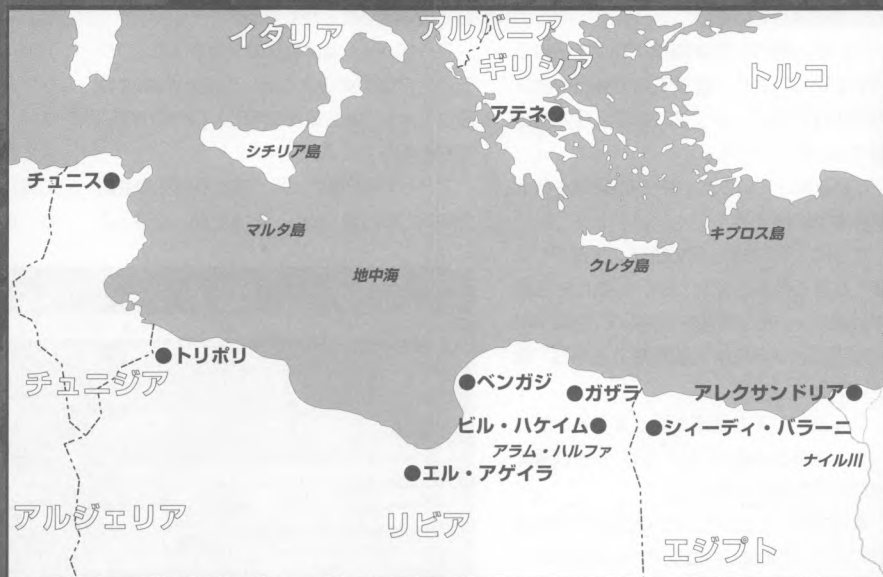 イタリア
アルバニア
ギリシア
トルコ
アテネ
シチリア島
チュニス
マルタ島
キプロス島
クレタ島
地中海
トリポリ
チュニジア
ベンガジ
ガザラ
アレクサンドリア
ビル・ハケイム
シィーディ・バラーニ
アラム・ハルファ
ナイル川
エル・アゲイラ
アルジェリア
リビア
エジプト